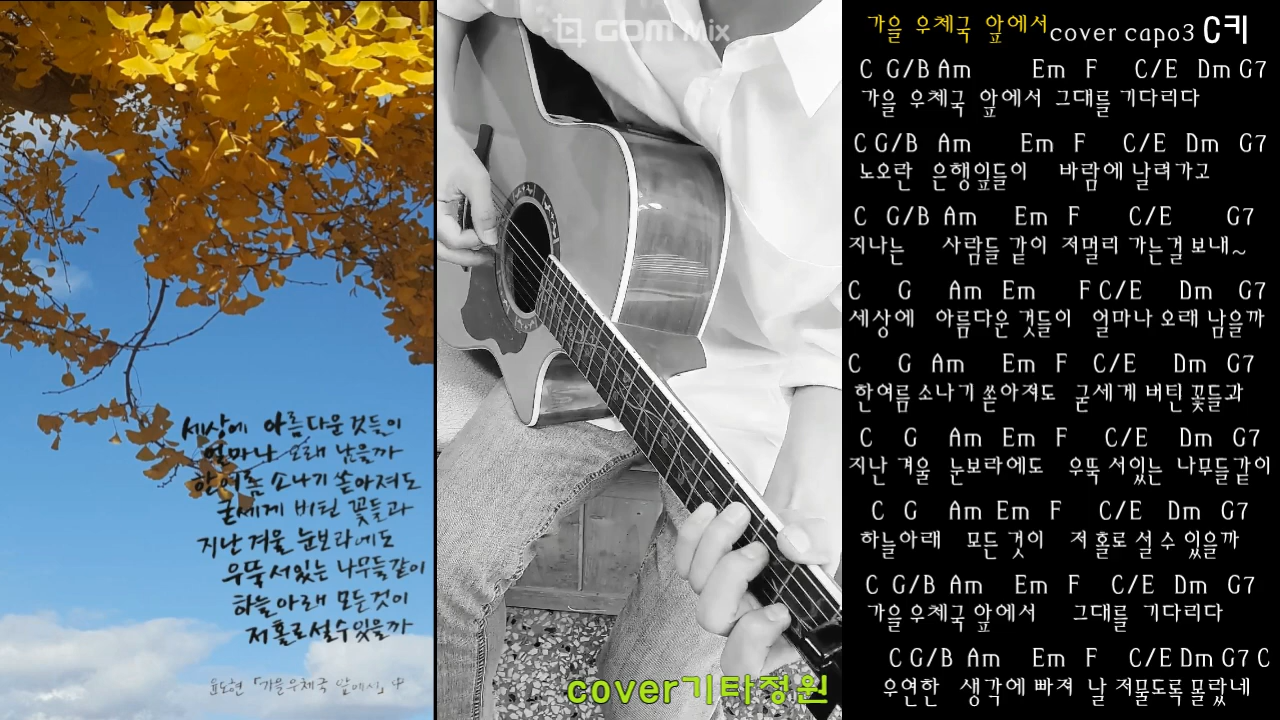 세상에 아름다운것들이
얼마나 오래 남을까
한여름 소나기 쏟아져도
굳세게 버틴 꽃들과
지난 겨울 눈보라에도
우뚝 서있는 나무들같이
하늘아래 모든것이
저홀로설수있을까
윤도현 「가을우체국 앞에서」中
GOM Mix
cover기타정원
가을 우체국 앞에서cover capo3 C키
C G/B Am Em F C/E Dm G7
가을 우체국 앞에서 그대를 기다리다
C G/B Am Em F C/E Dm G7
노오란 은행잎들이 바람에 날려가고
C G/B Am Em F C/E G7
지나는 사람들 같이 저멀리 가는걸 보내~
C G Am Em F C/E Dm G7
세상에 아름다운 것들이 얼마나 오래 남을까
C G Am Em F C/E Dm G7
한여름 소나기 쏟아져도 굳세게 버틴 꽃들과
C G Am Em F C/E Dm G7
지난 겨울 눈보라에도 우뚝 서있는 나무들같이
C G Am Em F C/E Dm G7
하늘아래 모든 것이 저 홀로 설 수 있을까
C G/B Am Em F C/E Dm G7
가을 우체국 앞에서 그대를 기다리다
C G/B Am Em F C/E Dm G7 C
우연한 생각에 빠져 날 저물도록 몰랐네